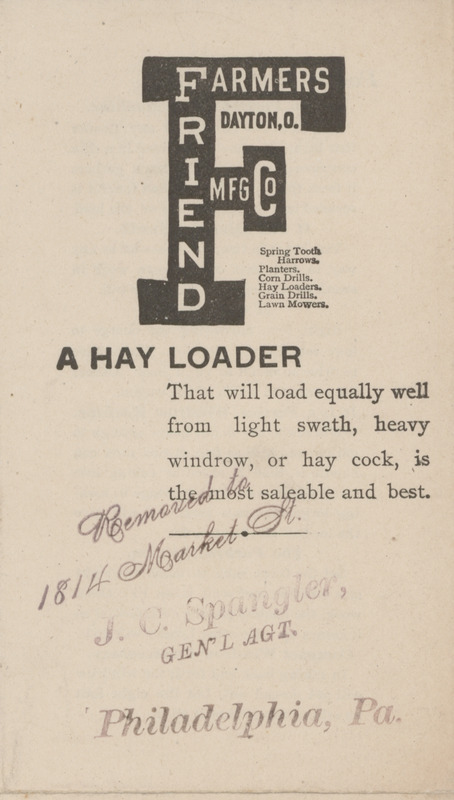 FARMERS
FRIEND
DAYTON,O.
MFG Co
Spring Tooth
Harrows.
Planters.
Corn Drills.
Hay Loaders.
Grain Drills.
Lawn Mowers.
A HAY LOADER
That will load equally well
from light swath, heavy
windrow, or hay cock, is
the most saleable and best.
Removed to
1814 Market St.
J. C. Spangler,
GEN'L AGT.
Philadelphia, Pa.